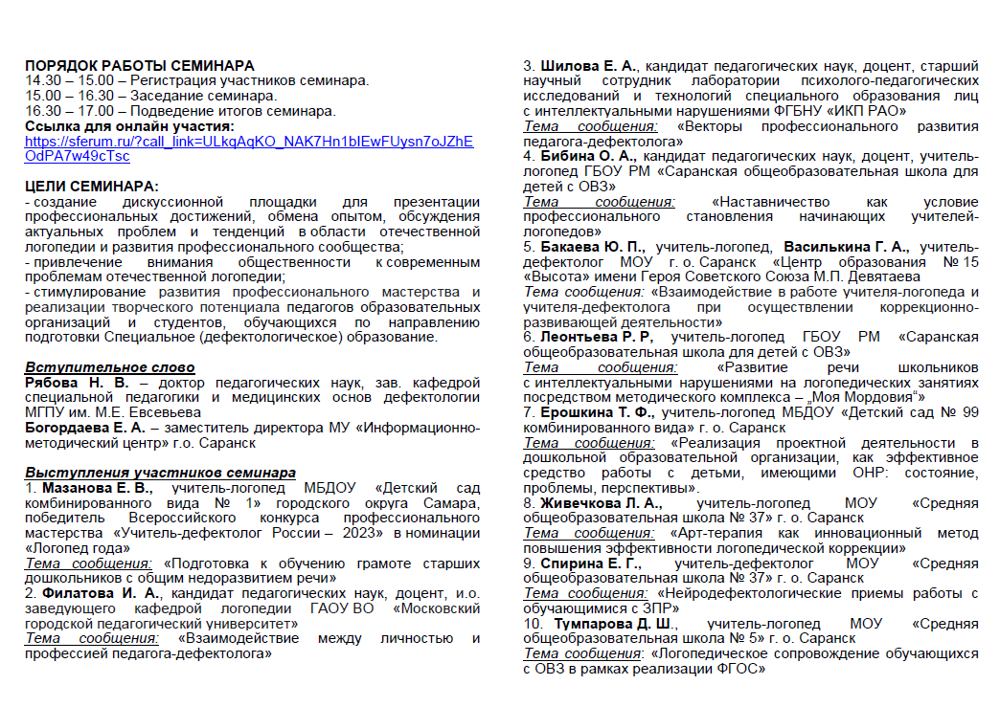 ПОРЯДОК РАБОТЫ СЕМИНАРА
14.30 – 15.00 – Регистрация участников семинара.
15.00 – 16.30 – Заседание семинара.
16.30 – 17.00 – Подведение итогов семинара.
Ссылка для онлайн участия:
https://sferum.ru/?call_link=ULkqAqKO_NAK7Hn1bIEwFUysn7oJZhE
OdPA7w49cTsc
ЦЕЛИ СЕМИНАРА:
- создание дискуссионной площадки для презентации
профессиональных достижений, обмена опытом, обсуждения
актуальных проблем и тенденций в области отечественной
логопедии и развития профессионального сообщества;
- привлечение внимания общественности к современным
проблемам отечественной логопедии;
- стимулирование развития профессионального мастерства и
реализации творческого потенциала педагогов образовательных
организаций и студентов, обучающихся по направлению
подготовки Специальное (дефектологическое) образование.
Вступительное слово
Рябова Н. В. – доктор педагогических наук, зав. кафедрой
специальной педагогики и медицинских основ дефектологии
МГПУ им. М.Е. Евсевьева
Богордаева Е. А. – заместитель директора МУ «Информационно-
методический центр» г.о. Саранск
Выступления участников семинара
1. Мазанова Е. В., учитель-логопед МБДОУ «Детский сад
комбинированного вида № 1» городского округа Самара,
победитель Всероссийского конкурса профессионального
мастерства «Учитель-дефектолог России – 2023» в номинации
«Логопед года»
Тема сообщения: «Подготовка к обучению грамоте старших
дошкольников с общим недоразвитием речи»
2. Филатова И. А., кандидат педагогических наук, доцент, и.о.
заведующего кафедрой логопедии ГАОУ ВО «Московский
городской педагогический университет»
Тема сообщения: «Взаимодействие между личностью и
профессией педагога-дефектолога»
3. Шилова Е. А., кандидат педагогических наук, доцент, старший
научный сотрудник лаборатории психолого-педагогических
исследований и технологий специального образования лиц
с интеллектуальными нарушениями ФГБНУ «ИКП РАО»
Тема сообщения: «Векторы профессионального развития
педагога-дефектолога»
4. Бибина О. А., кандидат педагогических наук, доцент, учитель-
логопед ГБОУ РМ «Саранская общеобразовательная школа для
детей с ОВЗ»
Тема сообщения: «Наставничество как условие
профессионального становления начинающих учителей-
логопедов»
5. Бакаева Ю. П., учитель-логопед, Василькина Г. А., учитель-
дефектолог МОУ г. о. Саранск «Центр образования № 15
«Высота» имени Героя Советского Союза М.П. Девятаева
Тема сообщения: «Взаимодействие в работе учителя-логопеда и
учителя-дефектолога при осуществлении коррекционно-
развивающей деятельности»
6. Леонтьева Р. Р, учитель-логопед ГБОУ РМ «Саранская
общеобразовательная школа для детей с ОВЗ»
Тема сообщения: «Развитие речи школьников
с интеллектуальными нарушениями на логопедических занятиях
посредством методического комплекса – „Моя Мордовия“»
7. Ерошкина Т. Ф., учитель-логопед МБДОУ «Детский сад № 99
комбинированного вида» г. о. Саранск
Тема сообщения: «Реализация проектной деятельности в
дошкольной образовательной организации, как эффективное
средство работы с детьми, имеющими ОНР: состояние,
проблемы, перспективы».
8. Живечкова Л. А., учитель-логопед МОУ «Средняя
общеобразовательная школа № 37» г. о. Саранск
Тема сообщения: «Арт-терапия как инновационный метод
повышения эффективности логопедической коррекции»
9. Спирина Е. Г., учитель-дефектолог МОУ «Средняя
общеобразовательная школа № 37» г. о. Саранск
Тема сообщения: «Нейродефектологические приемы работы с
обучающимися с ЗПР»
10. Тумпарова Д. Ш., учитель-логопед МОУ «Средняя
общеобразовательная школа № 5» г. о. Саранск
Тема сообщения: «Логопедическое сопровождение обучающихся
с ОВЗ в рамках реализации ФГОС»